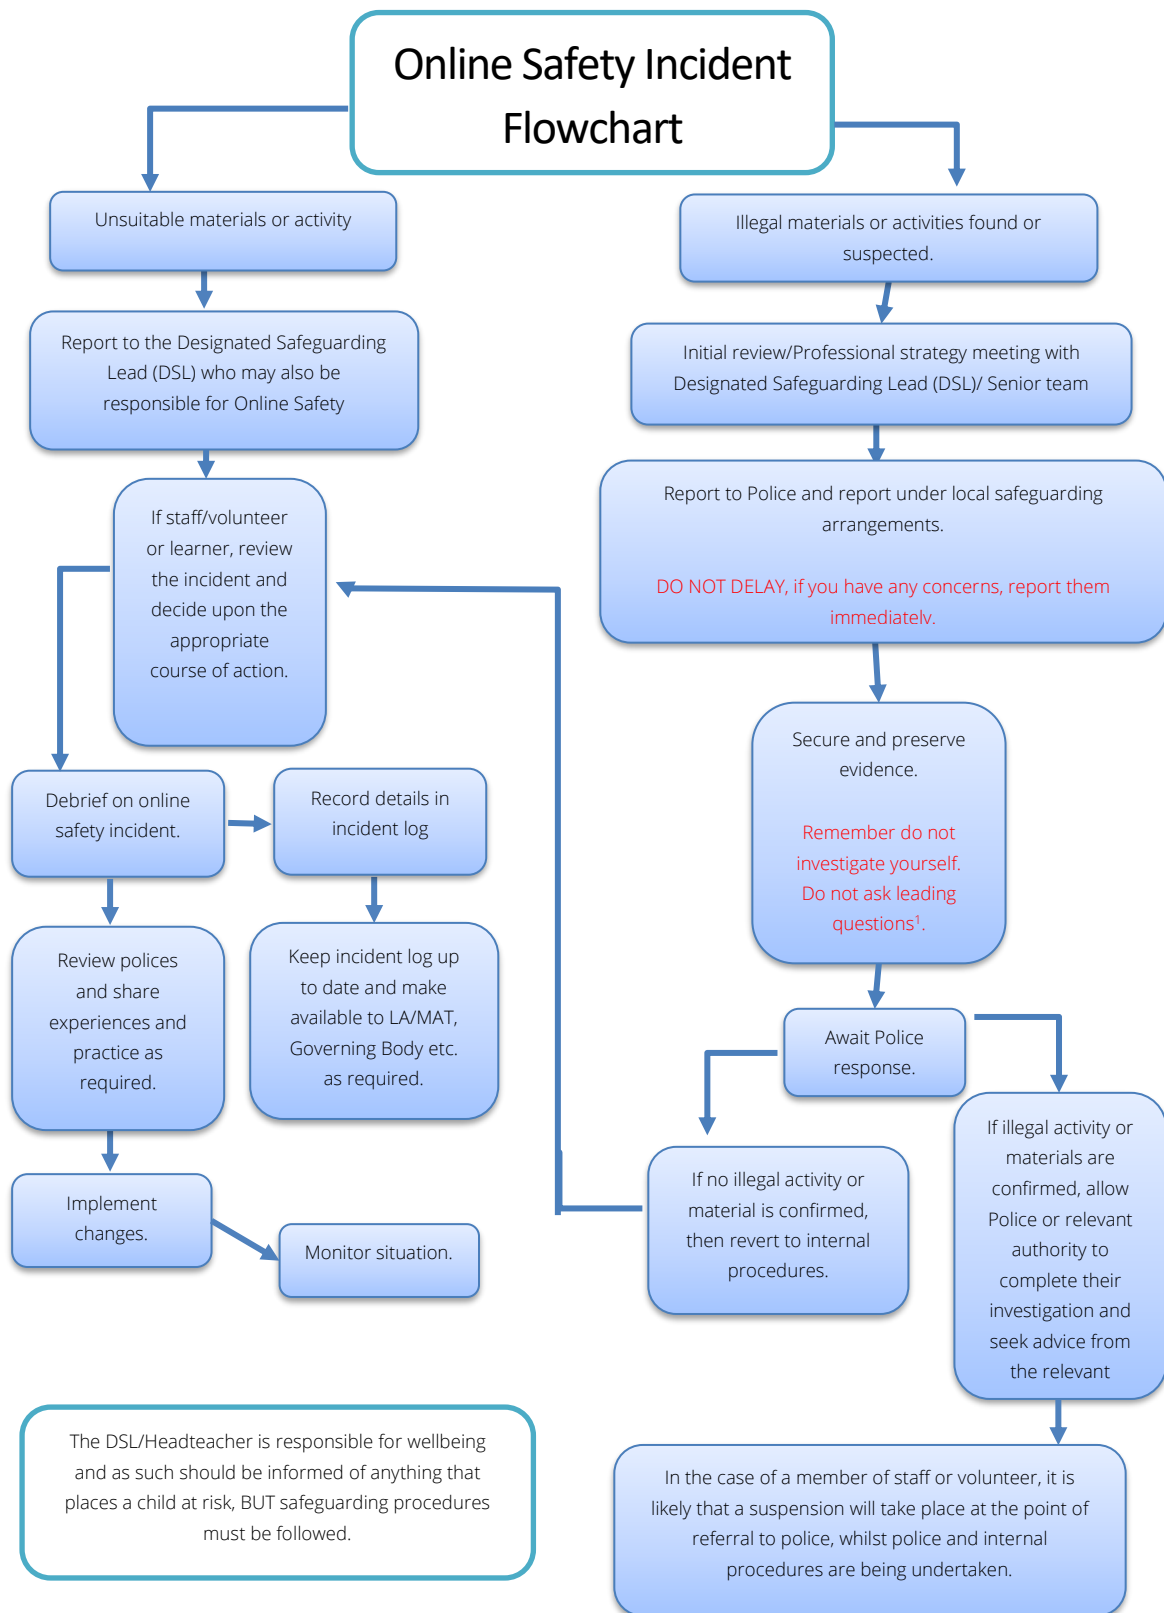 Online Safety Incident
Flowchart
Unsuitable materials or activity
Report to the Designated Safeguarding
Lead (DSL) who may also be
responsible for Online Safety
If staff/volunteer
or learner, review
the incident and
decide upon the
appropriate
course of action.
Debrief on online
safety incident.
Record details in
incident log
Review polices
and share
experiences and
practice as
required.
Keep incident log up
to date and make
available to LA/MAT,
Governing Body etc.
as required.
Implement
changes.
Monitor situation.
Illegal materials or activities found or
suspected.
Initial review/Professional strategy meeting with
Designated Safeguarding Lead (DSL)/ Senior team
Report to Police and report under local safeguarding
arrangements.
DO NOT DELAY, if you have any concerns, report them
immediately.
Secure and preserve
evidence.
Remember do not
investigate yourself.
Do not ask leading
questions¹.
Await Police
response.
If no illegal activity or
material is confirmed,
then revert to internal
procedures.
If illegal activity or
materials are
confirmed, allow
Police or relevant
authority to
complete their
investigation and
seek advice from
the relevant
In the case of a member of staff or volunteer, it is
likely that a suspension will take place at the point of
referral to police, whilst police and internal
procedures are being undertaken.
The DSL/Headteacher is responsible for wellbeing
and as such should be informed of anything that
places a child at risk, BUT safeguarding procedures
must be followed.